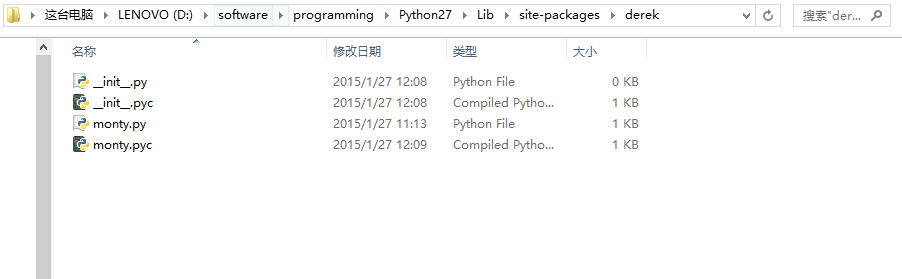 这台电脑 LENOVO (D:) software programming Python27 Lib site-packages derek 搜索"der...
名称 修改日期 类型 大小
__init__.py 2015/1/27 12:08 Python File 0 KB
__init__.pyc 2015/1/27 12:08 Compiled Pytho... 1 KB
monty.py 2015/1/27 11:13 Python File 1 KB
monty.pyc 2015/1/27 12:09 Compiled Pytho... 1 KB